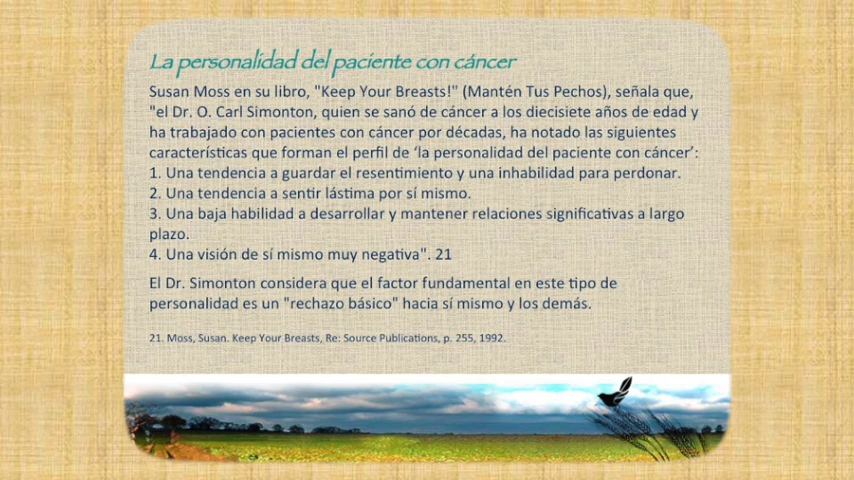 La personalidad del paciente con cáncer
Susan Moss en su libro, "Keep Your Breasts!" (Mantén Tus Pechos), señala que,
"el Dr. O. Carl Simonton, quien se sanó de cáncer a los diecisiete años de edad y
ha trabajado con pacientes con cáncer por décadas, ha notado las siguientes
características que forman el perfil de ‘la personalidad del paciente con cáncer’:
1. Una tendencia a guardar el resentimiento y una inhabilidad para perdonar.
2. Una tendencia a sentir lástima por sí mismo.
3. Una baja habilidad a desarrollar y mantener relaciones significativas a largo
plazo.
4. Una visión de sí mismo muy negativa". 21
El Dr. Simonton considera que el factor fundamental en este tipo de
personalidad es un "rechazo básico" hacia sí mismo y los demás.
21. Moss, Susan. Keep Your Breasts, Re: Source Publications, p. 255, 1992.